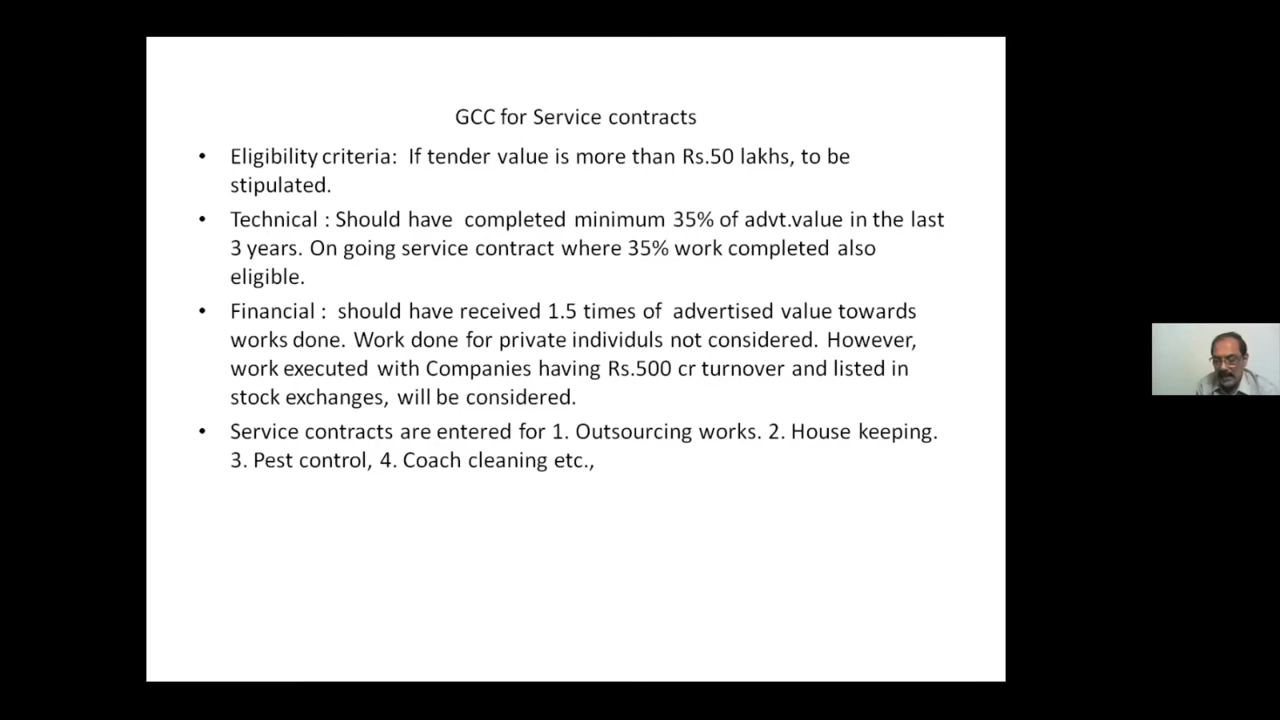 GCC for Service contracts
• Eligibility criteria: If tender value is more than Rs.50 lakhs, to be
stipulated.
• Technical : Should have completed minimum 35% of advt.value in the last
3 years. On going service contract where 35% work completed also
eligible.
• Financial : should have received 1.5 times of advertised value towards
works done. Work done for private individuls not considered. However,
work executed with Companies having Rs.500 cr turnover and listed in
stock exchanges, will be considered.
• Service contracts are entered for 1. Outsourcing works. 2. House keeping.
3. Pest control, 4. Coach cleaning etc.,